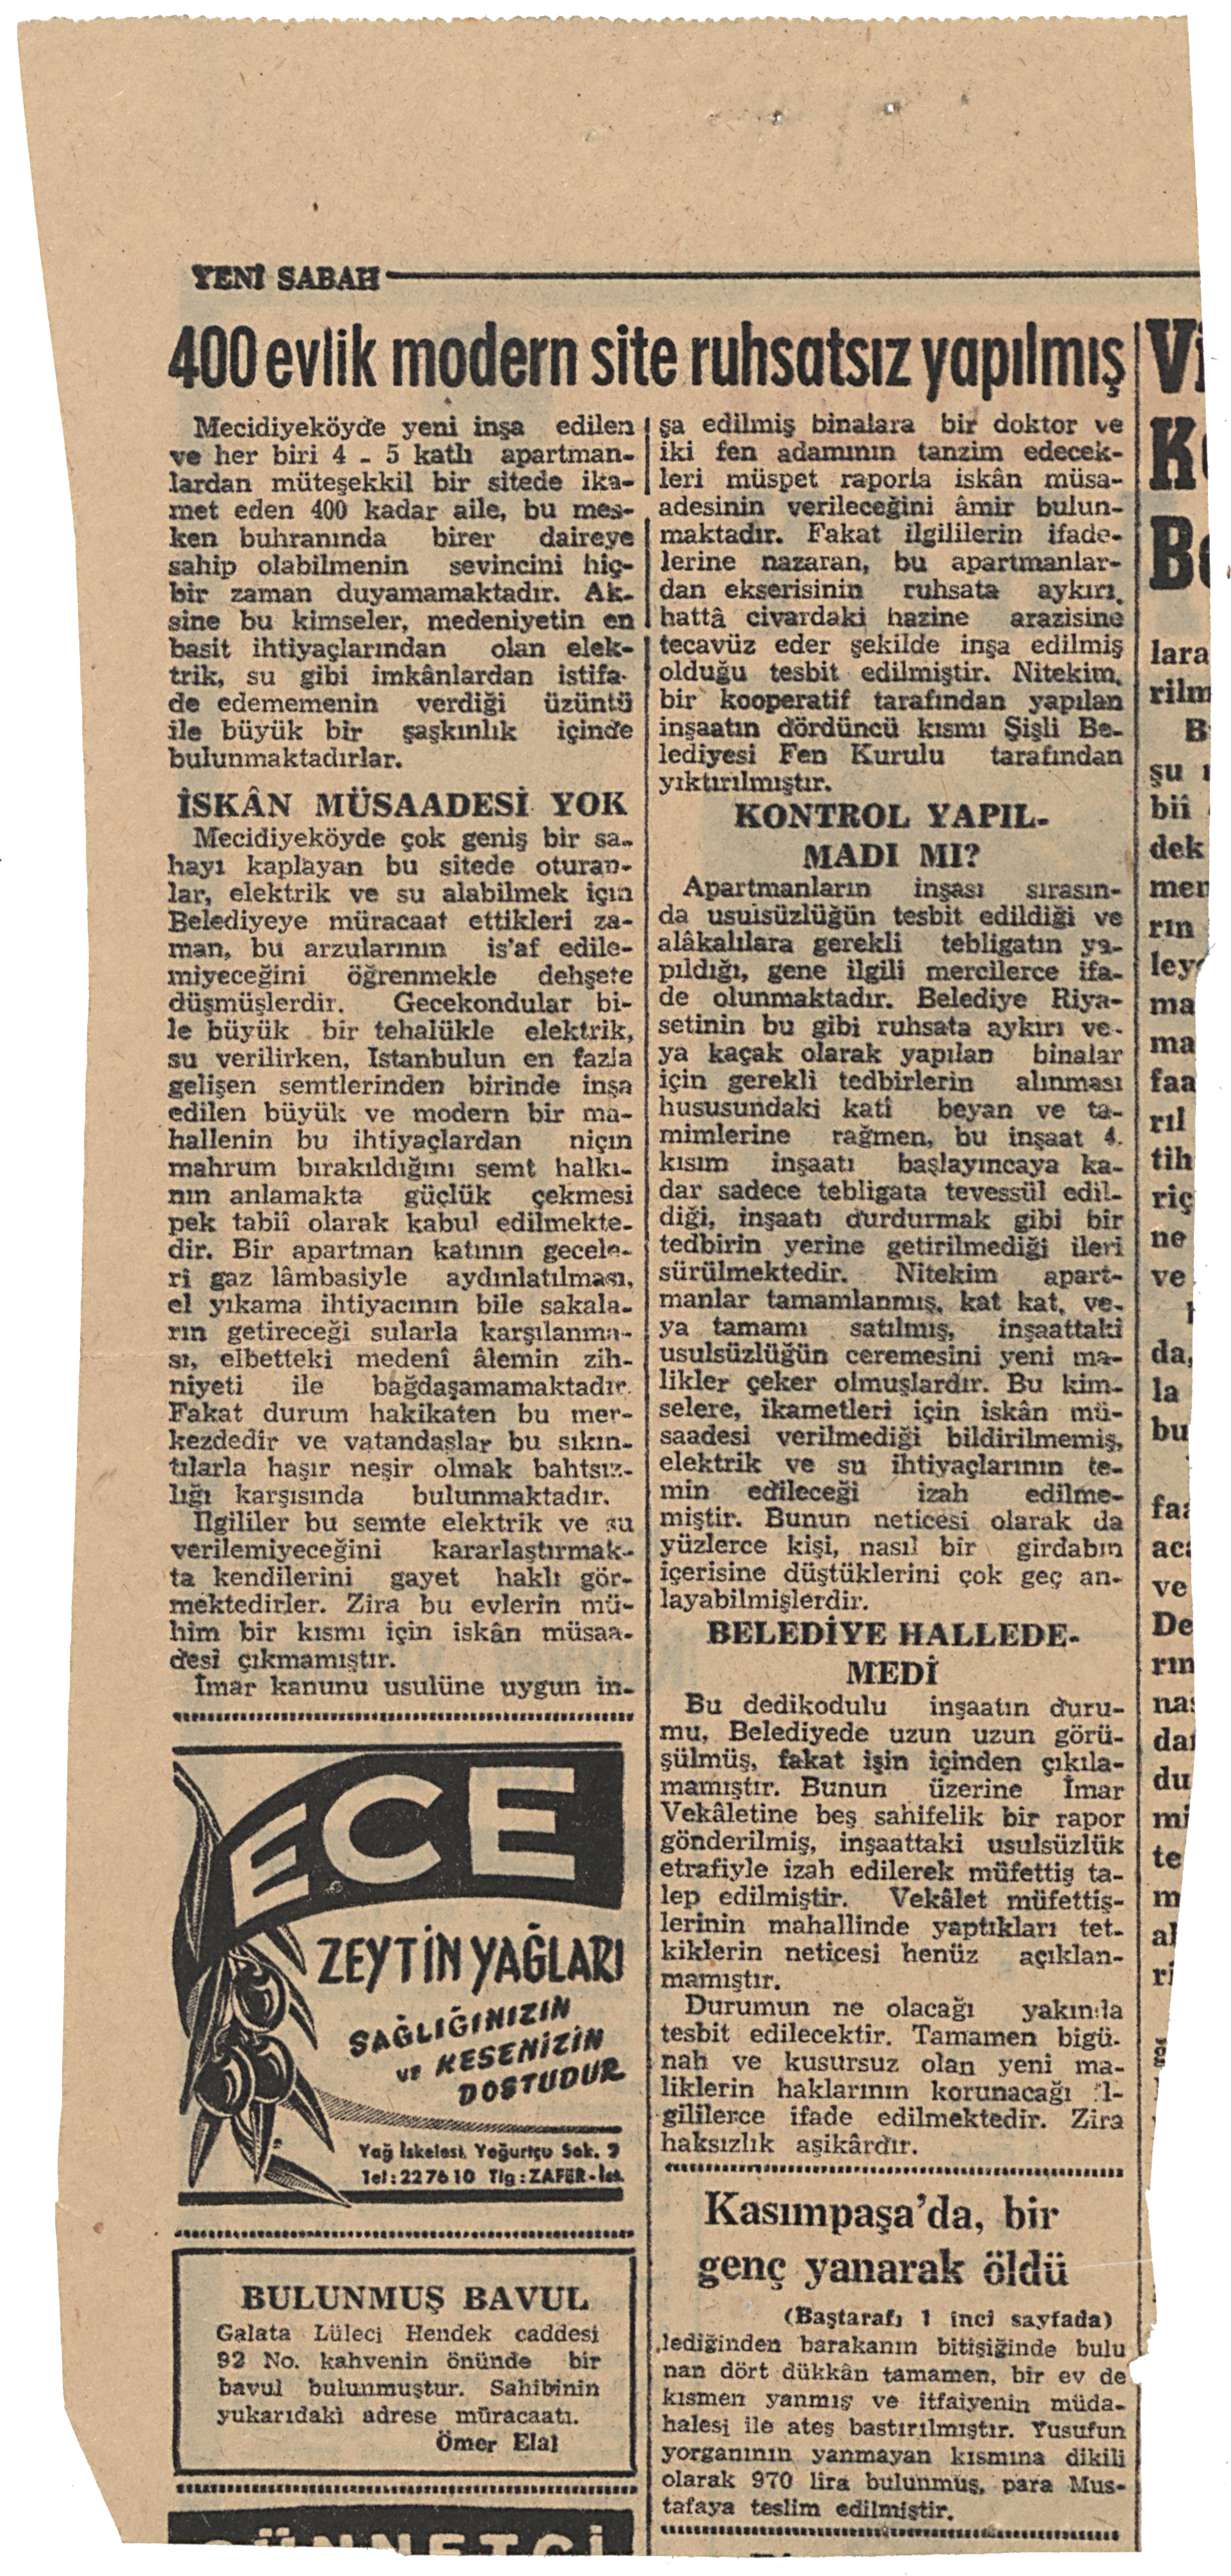 YENİ SABAH
400 evlik modern site ruhsatsız yapılmış
Mecidiyeköyde yeni inşa edilen
ve her biri 4 - 5 katlı apartman-
lardan müteşekkil bir sitede ika-
met eden 400 kadar aile, bu mes-
ken buhranında birer daireye
sahip olabilmenin sevincini hiç-
bir zaman duyamamaktadır. Ak-
sine bu kimseler, medeniyetin en
basit ihtiyaçlarından olan elek-
trik, su gibi imkânlardan istifa-
de edememenin verdiği üzüntü
ile büyük bir şaşkınlık içinde
bulunmaktadırlar.
İSKÂN MÜSAADESİ YOK
Mecidiyeköyde çok geniş bir sa-
hayı kaplayan bu sitede oturan-
lar, elektrik ve su alabilmek için
Belediyeye müracaat ettikleri za-
man, bu arzularının is'af edile-
miyeceğini öğrenmekle dehşete
düşmüşlerdir. Gecekondular bi-
le büyük bir tehalükle elektrik,
su verilirken, Istanbulun en fazla
gelişen semtlerinden birinde inşa
edilen büyük ve modern bir ma-
hallenin bu ihtiyaçlardan niçin
mahrum bırakıldığını semt halkı-
nın anlamakta güçlük çekmesi
pek tabiî olarak kabul edilmekte-
dir. Bir apartman katının gecele-
ri gaz lâmbasiyle aydınlatılması,
el yıkama ihtiyacının bile sakala-
rın getireceği sularla karşılanma-
sı, elbetteki medenî âlemin zih-
niyeti ile bağdaşamamaktadır.
Fakat durum hakikaten bu mer-
kezdedir ve vatandaşlar bu sıkın-
tılarla haşır neşir olmak bahtsız-
lığı karşısında bulunmaktadır.
Ilgililer bu semte elektrik ve su
verilemiyeceğini kararlaştırmak-
ta kendilerini gayet haklı gör-
mektedirler. Zira bu evlerin mü-
him bir kısmı için iskân müsaa-
desi çıkmamıştır.
İmar kanunu usulüne uygun in-
ECE
ZEYTİNYAĞLARI
SAĞLIĞINIZIN
ve KESENİZİN
DOSTUDUR
Yağ İskelesi, Yoğurtçu Sok. 9
Tel: 227610 Tlg: ZAFER-İst.
BULUNMUŞ BAVUL
Galata Lüleci Hendek caddesi
92 No. kahvenin önünde bir
bavul bulunmuştur. Sahibinin
yukarıdaki adrese müracaatı.
Ömer Elal
şa edilmiş binalara bir doktor ve
iki fen adamının tanzim edecek-
leri müspet raporla iskân müsa-
adesinin verileceğini âmir bulun-
maktadır. Fakat ilgililerin ifade-
lerine nazaran, bu apartmanlar-
dan ekserisinin ruhsata aykırı,
hattâ civardaki hazine arazisine
tecavüz eder şekilde inşa edilmiş
olduğu tesbit edilmiştir. Nitekim,
bir kooperatif tarafından yapılan
inşaatın dördüncü kısmı Şişli Be-
lediyesi Fen Kurulu tarafından
yıktırılmıştır.
KONTROL YAPIL-
MADI MI?
Apartmanların inşası sırasın-
da usulsüzlüğün tesbit edildiği ve
alâkalılara gerekli tebligatın ya-
pıldığı, gene ilgili mercilerce ifa-
de olunmaktadır. Belediye Riya-
setinin bu gibi ruhsata aykırı ve-
ya kaçak olarak yapılan binalar
için gerekli tedbirlerin alınması
hususundaki katî beyan ve ta-
mimlerine rağmen, bu inşaat 4.
kısım inşaatı başlayıncaya ka-
dar sadece tebligata tevessül edil-
diği, inşaatı durdurmak gibi bir
tedbirin yerine getirilmediği ileri
sürülmektedir. Nitekim apart-
manlar tamamlanmış, kat kat, ve-
ya tamamı satılmış, inşaattaki
usulsüzlüğün ceremesini yeni ma-
likler çeker olmuşlardır. Bu kim-
selere, ikametleri için iskân mü-
saadesi verilmediği bildirilmemiş,
elektrik ve su ihtiyaçlarının te-
min edileceği izah edilme-
miştir. Bunun neticesi olarak da
yüzlerce kişi, nasıl bir girdabın
içerisine düştüklerini çok geç an-
layabilmişlerdir.
BELEDİYE HALLEDE-
MEDİ
Bu dedikodulu inşaatın duru-
mu, Belediyede uzun uzun görü-
şülmüş, fakat işin içinden çıkıla-
mamıştır. Bunun üzerine İmar
Vekâletine beş sahifelik bir rapor
gönderilmiş, inşaattaki usulsüzlük
etrafiyle izah edilerek müfettiş ta-
lep edilmiştir. Vekâlet müfettiş-
lerinin mahallinde yaptıkları tet-
kiklerin neticesi henüz açıklan-
mamıştır.
Durumun ne olacağı yakında
tesbit edilecektir. Tamamen bigü-
nah ve kusursuz olan yeni ma-
liklerin haklarının korunacağı il-
gililerce ifade edilmektedir. Zira
haksızlık aşikârdır.
Kasımpaşa'da, bir
genç yanarak öldü
(Baştarafı 1 inci sayfada)
lediğinden barakanın bitişiğinde bulu
nan dört dükkân tamamen, bir ev de
kısmen yanmış ve itfaiyenin müda-
halesi ile ateş bastırılmıştır. Yusufun
yorganının yanmayan kısmına dikili
olarak 970 lira bulunmuş, para Mus-
tafaya teslim edilmiştir.
lara
rilm
şu
biî
dek
men
rın
ma
ma
faa
rıl
tih
riç
ne
ve
da,
la
bu
ve
De
rın
du
mi
te